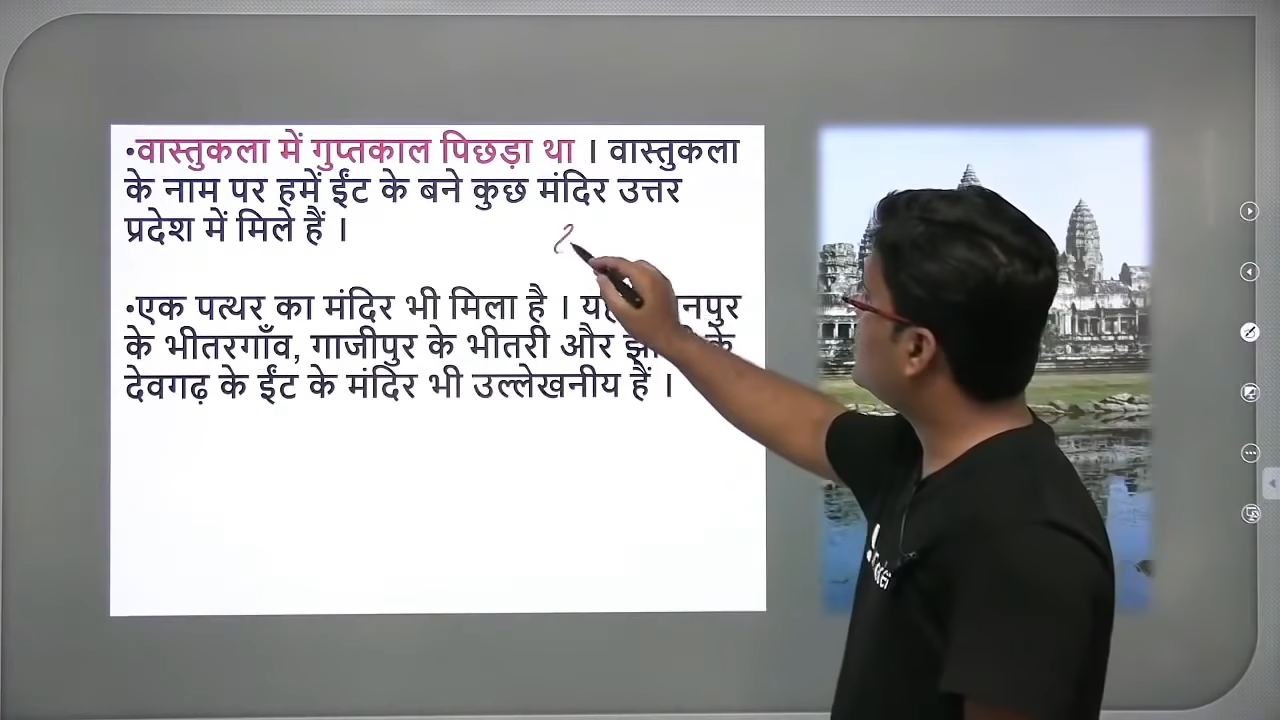 •वास्तुकला में गुप्तकाल पिछड़ा था । वास्तुकला
के नाम पर हमें ईंट के बने कुछ मंदिर उत्तर
प्रदेश में मिले हैं ।
•एक पत्थर का मंदिर भी मिला है ।
के भीतरगाँव, गाजीपुर के भीतरी और के
देवगढ़ के ईंट के मंदिर भी उल्लेखनीय हैं ।